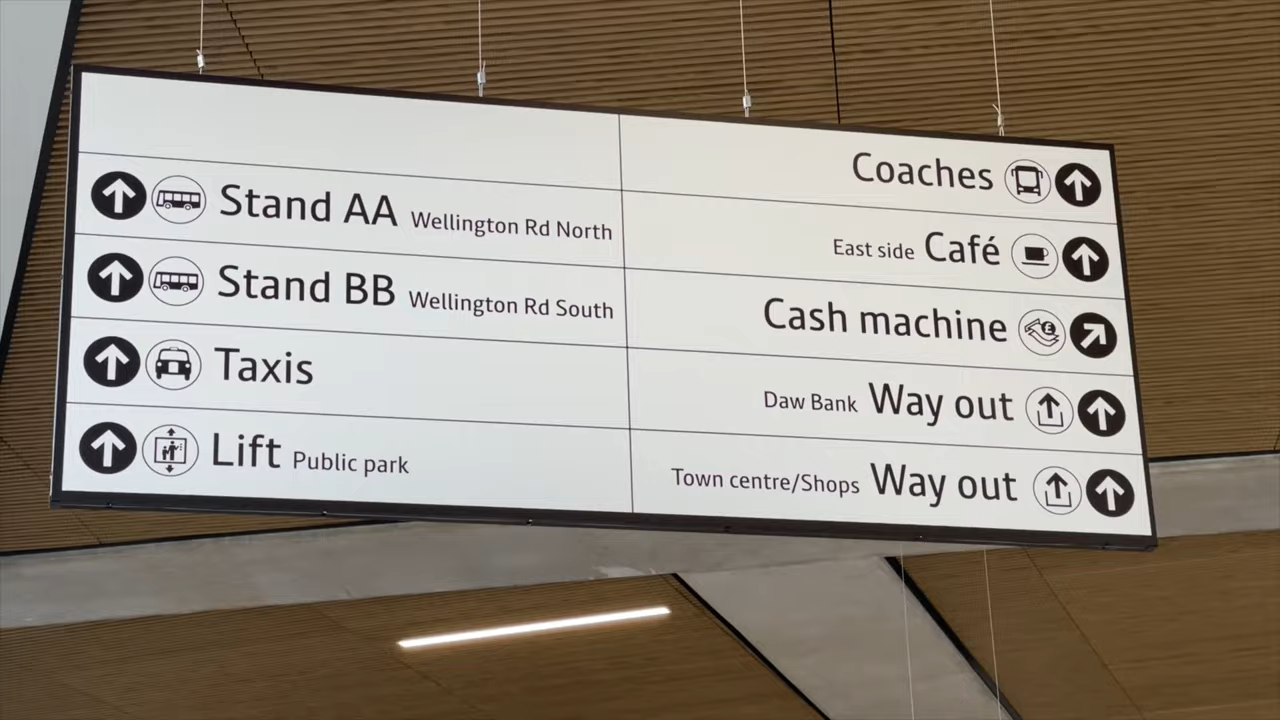 Stand AA Wellington Rd North
Stand BB Wellington Rd South
Taxis
Lift Public park
Coaches
East side Café
Cash machine £
Daw Bank Way out
Town centre/Shops Way out